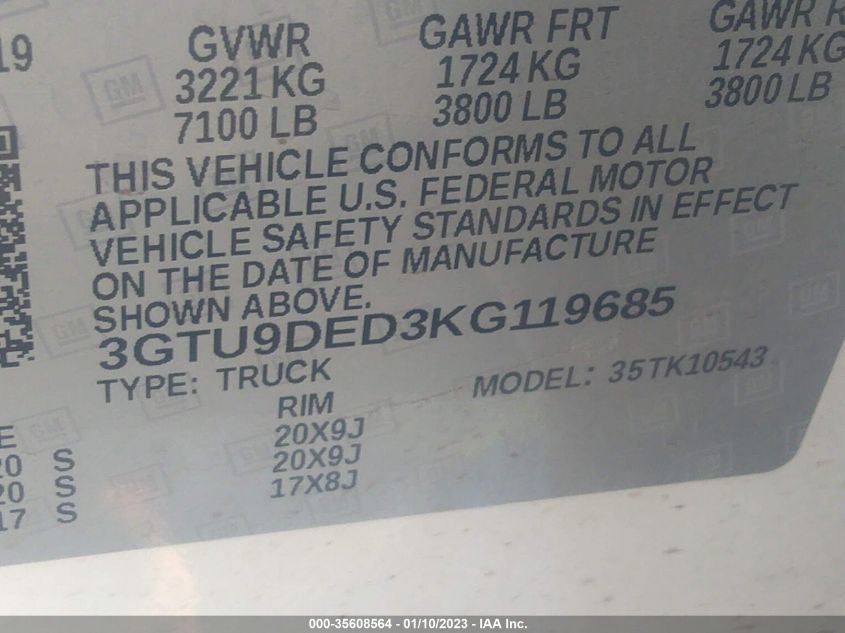 19 GVWR GAWR FRT GAWR R
3221 KG 1724 KG 1724 KG
7100 LB 3800 LB 3800 LB
THIS VEHICLE CONFORMS TO ALL
APPLICABLE U.S. FEDERAL MOTOR
VEHICLE SAFETY STANDARDS IN EFFECT
ON THE DATE OF MANUFACTURE
SHOWN ABOVE.
3GTU9DED3KG119685
TYPE: TRUCK MODEL: 35TK10543
RIM
E 20X9J
20 S 20X9J
20 S 17X8J
17 S
000-35608564 - 01/10/2023 - IAA Inc.